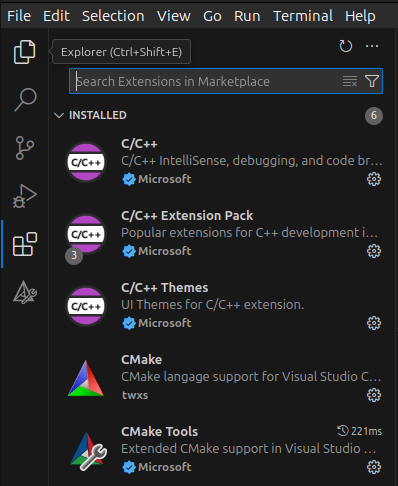 File Edit Selection View Go Run Terminal Help
Explorer (Ctrl+Shift+E)
Search Extensions in Marketplace
INSTALLED 6
C/C++
C/C++
C/C++ IntelliSense, debugging, and code br...
Microsoft
C/C++ Extension Pack
C/C++
Popular extensions for C++ development i...
3
Microsoft
C/C++ Themes
C/C++
UI Themes for C/C++ extension.
Microsoft
CMake
CMake langage support for Visual Studio C...
twxs
CMake Tools 221ms
Extended CMake support in Visual Studio ...
Microsoft